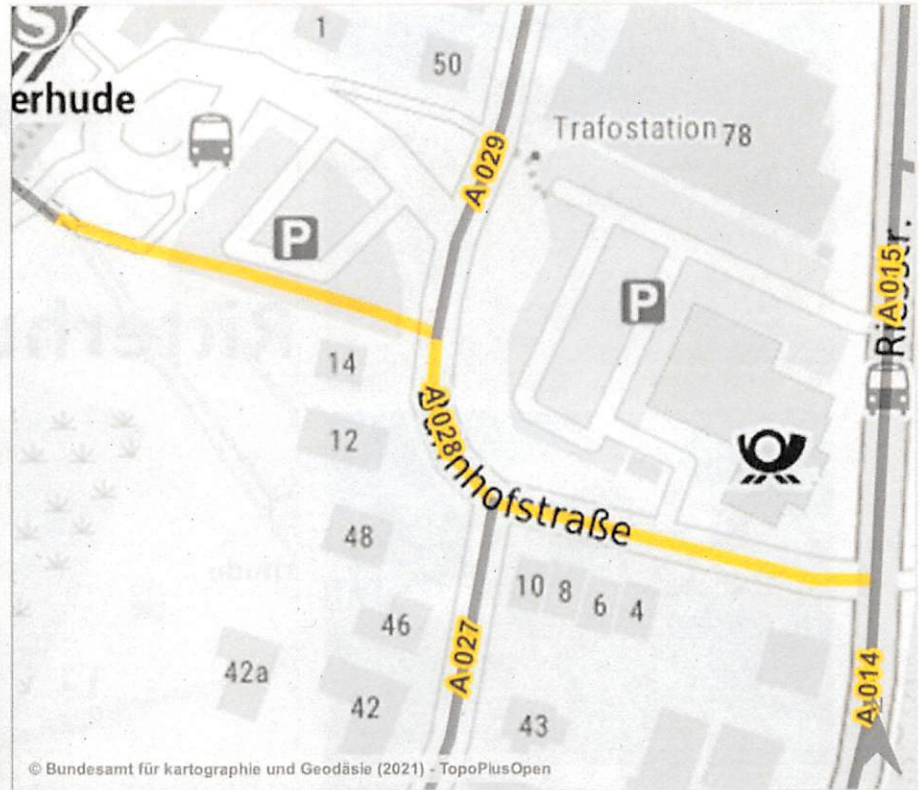 S
1
50
erhude
Trafostation 78
A 029
P
A 015
P
14
A 028
12
nhofstraße
48
10 8 6 4
46
A 027
42a
42
43
A 014
© Bundesamt für kartographie und Geodäsie (2021) - TopoPlusOpen